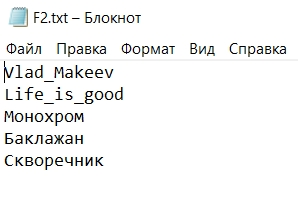 F2.txt – Блокнот
Файл Правка Формат Вид Справка
Vlad_Makeev
Life_is_good
Монохром
Баклажан
Скворечник